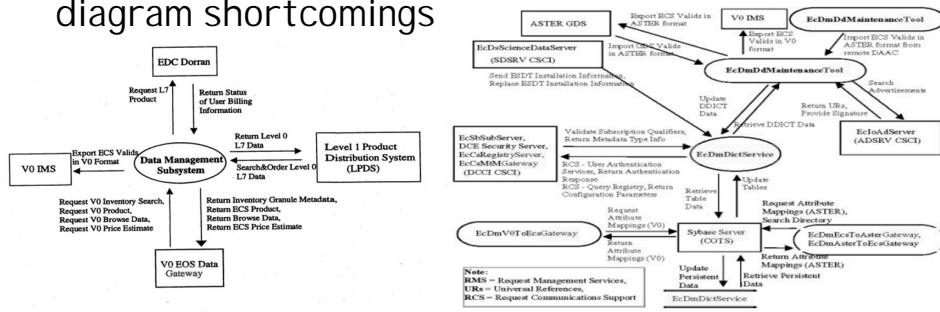 diagram shortcomings
EDC Dorran
Request L7
Product
Return Status
of User Billing
Information
Export ECS Valids
in V0 Format
V0 IMS
Data Management
Subsystem
Return Level 0
L7 Data
Search&Order Level 0
L7 Data
Level 1 Product
Distribution System
(LPDS)
Request V0 Inventory Search,
Request V0 Product,
Request V0 Browse Data,
Request V0 Price Estimate
Return Inventory Granule Metadata,
Return ECS Product,
Return Browse Data,
Return ECS Price Estimate
V0 EOS Data
Gateway
ASTER GDS
Export ECS Valids in
ASTER format
V0 IMS
EcDmDdMaintenanceTool
Export ECS
Valids in V0
format
Import ECS Valids in
ASTER format from
remote DAAC
EcDsScienceDataServer
(SDSRV CSCI)
Import GDS Valids
in ASTER format
EcDmDdMaintenanceTool
Send ESDT Installation Information,
Replace ESDT Installation Information
Search
Advertisements
Update
DDICT
Data
Return URs,
Provide Signature
Retrieve DDICT Data
EcSbSubServer,
DCE Security Server,
EcCsRegistryServer,
EcCsMtMGateway
(DCCI CSCI)
Validate Subscription Qualifiers,
Return Metadata Type Info
EcDmDictService
EcIoAdServer
(ADSRV CSCI)
RCS - User Authentication
Services, Return Authentication
Response
RCS - Query Registry, Return
Configuration Parameters
Retrieve
Table
Data
Update
Tables
Request
Attribute
Mappings (V0)
Request Attribute
Mappings (ASTER),
Search Directory
EcDmV0ToEcsGateway
Sybase Server
(COTS)
EcDmEcsToAsterGateway,
EcDmAsterToEcsGateway
Return
Attribute
Mappings (V0)
Return Attribute
Mappings (ASTER)
Note:
RMS = Request Management Services,
URs = Universal References,
RCS = Request Communications Support
Update
Persistent
Data
Retrieve Persistent
Data
EcDmDictService